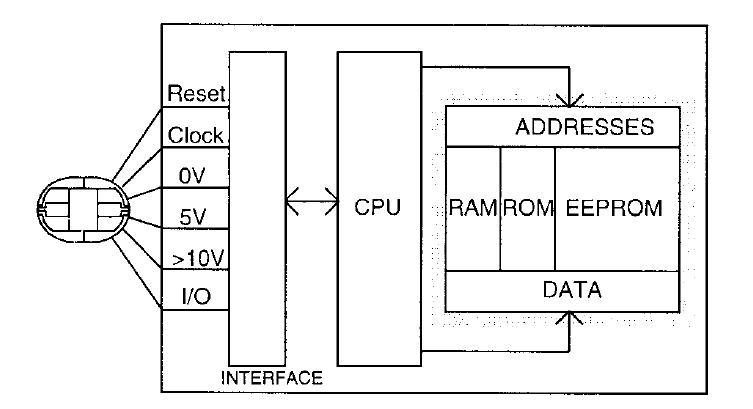 Reset
Clock
0V
5V
>10V
I/O
INTERFACE
CPU
ADDRESSES
RAM ROM EEPROM
DATA